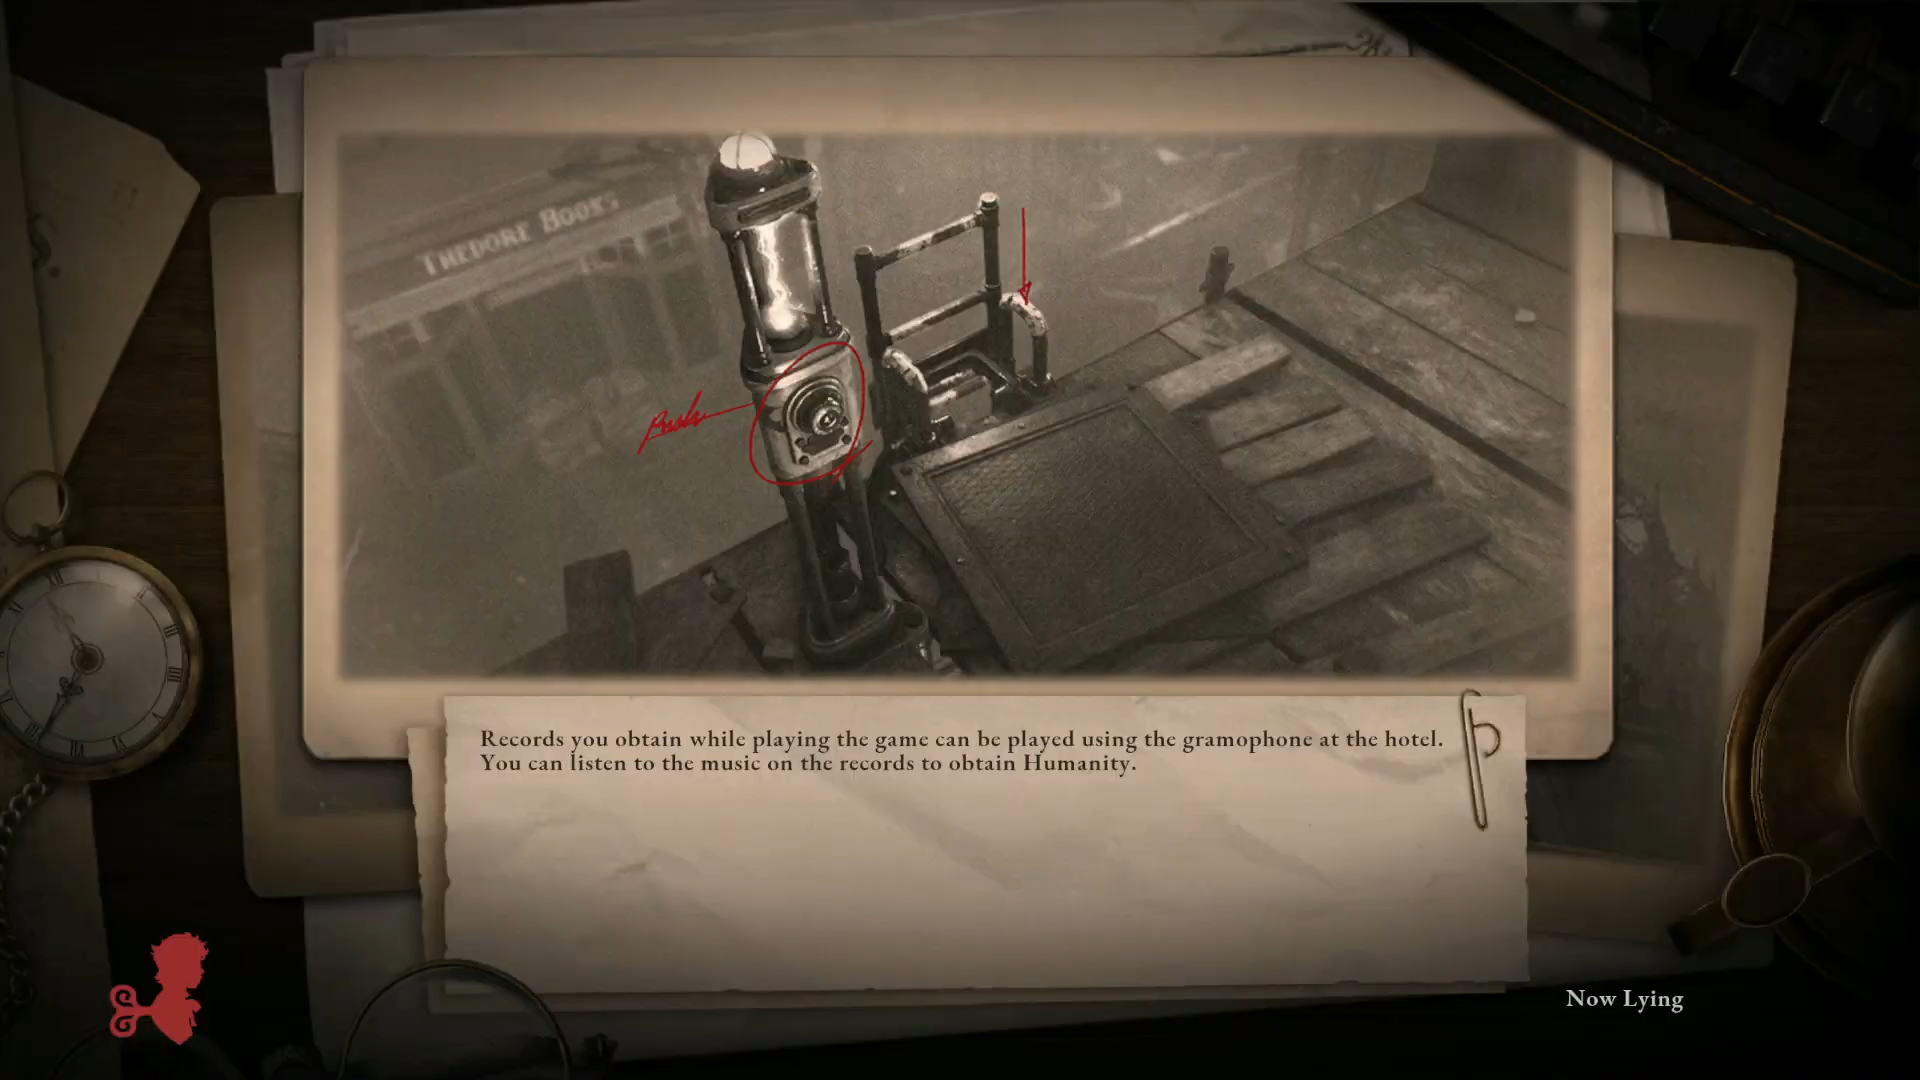 THEDORE BOOKS
Push
Records you obtain while playing the game can be played using the gramophone at the hotel.
You can listen to the music on the records to obtain Humanity.
Now Lying